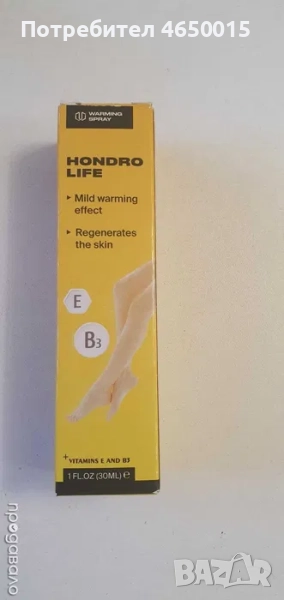 Потребител 4650015
WARMING
SPRAY
HONDRO
LIFE
Mild warming
effect
Regenerates
the skin
E
B3
+VITAMINS E AND B3
1 FL.OZ (30ML) e
продавалО
BAZAR